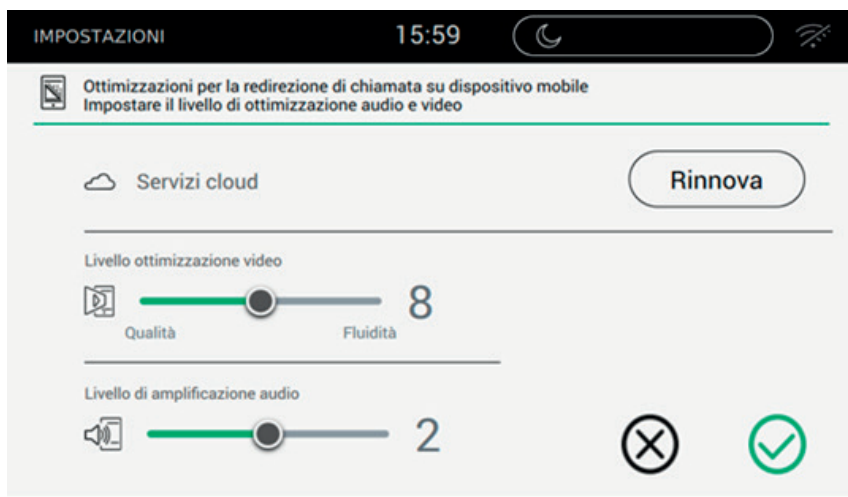 IMPOSTAZIONI 15:59
Ottimizzazioni per la redirezione di chiamata su dispositivo mobile
Impostare il livello di ottimizzazione audio e video
Servizi cloud Rinnova
Livello ottimizzazione video
8
Qualità Fluidità
Livello di amplificazione audio
2